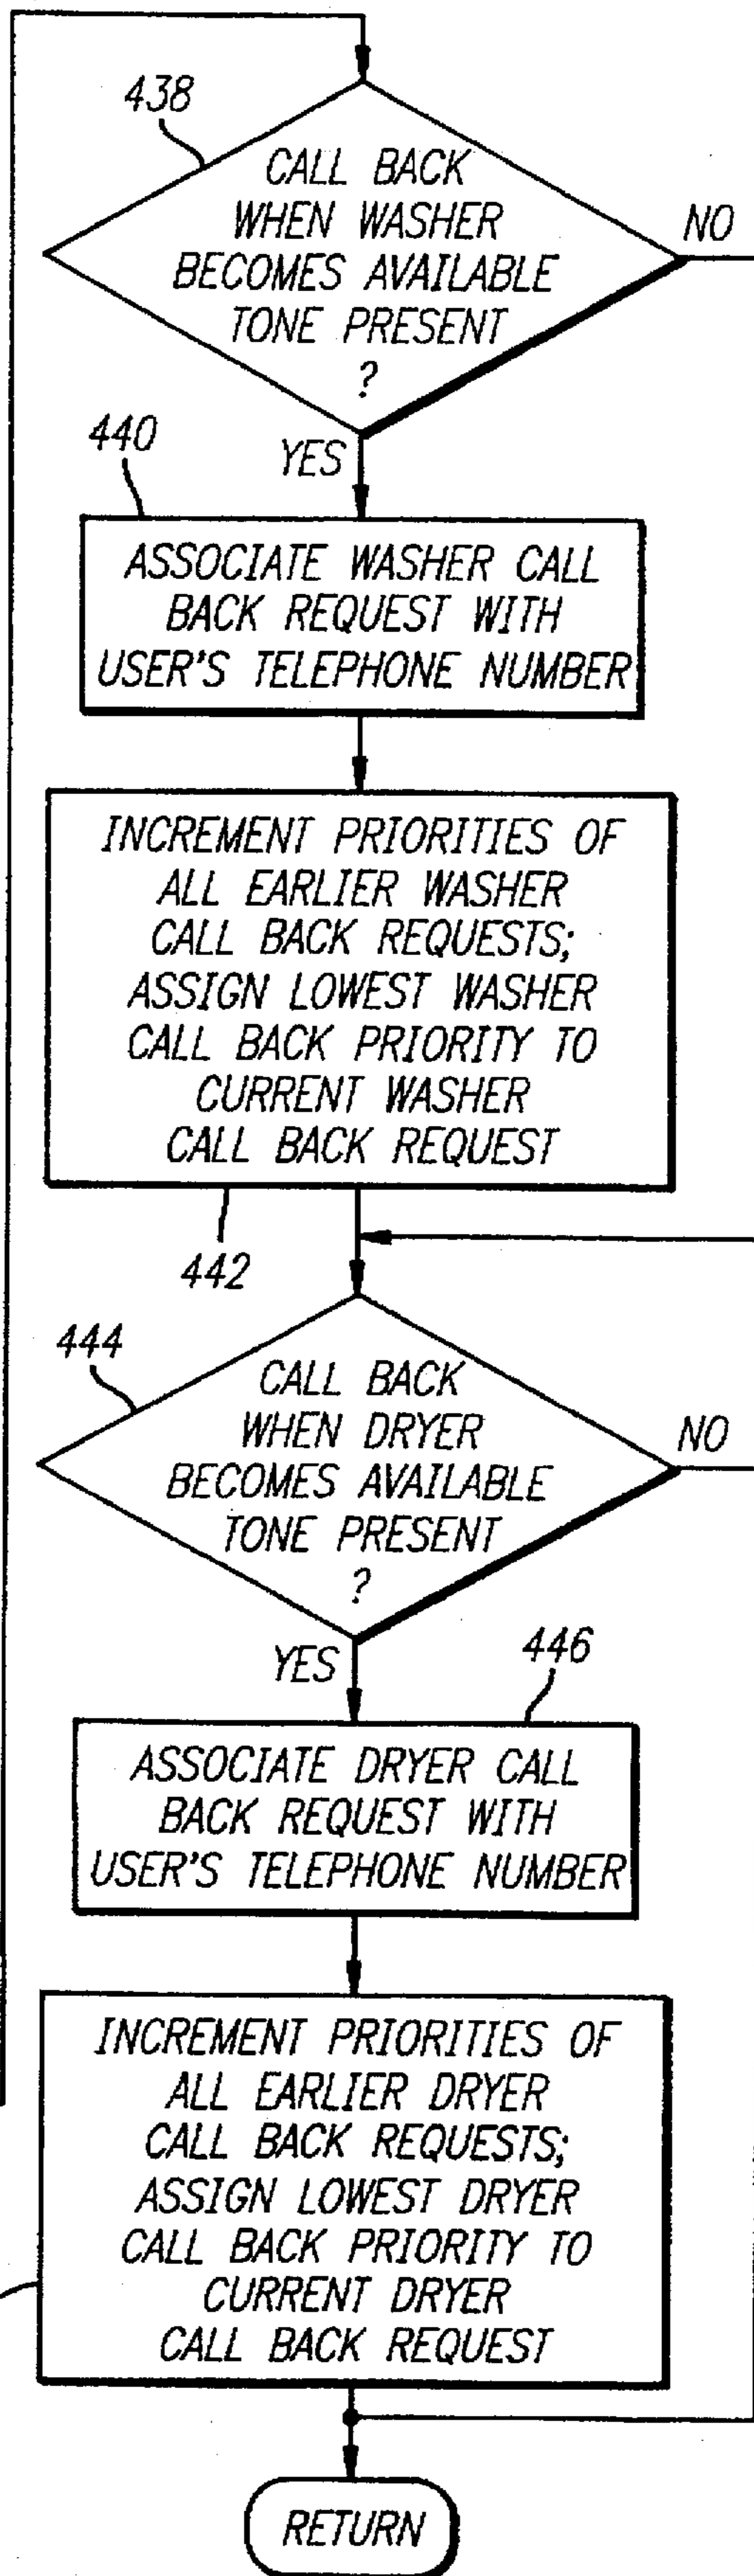 438
CALL BACK
WHEN WASHER
BECOMES AVAILABLE
TONE PRESENT
?
NO
YES
440
ASSOCIATE WASHER CALL
BACK REQUEST WITH
USER'S TELEPHONE NUMBER
INCREMENT PRIORITIES OF
ALL EARLIER WASHER
CALL BACK REQUESTS;
ASSIGN LOWEST WASHER
CALL BACK PRIORITY TO
CURRENT WASHER
CALL BACK REQUEST
442
444
CALL BACK
WHEN DRYER
BECOMES AVAILABLE
TONE PRESENT
?
NO
YES
446
ASSOCIATE DRYER CALL
BACK REQUEST WITH
USER'S TELEPHONE NUMBER
INCREMENT PRIORITIES OF
ALL EARLIER DRYER
CALL BACK REQUESTS;
ASSIGN LOWEST DRYER
CALL BACK PRIORITY TO
CURRENT DRYER
CALL BACK REQUEST
RETURN